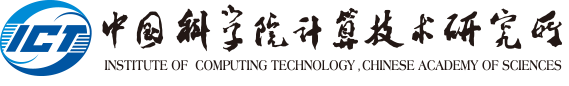 ICT
中国科学院计算技术研究所
INSTITUTE OF COMPUTING TECHNOLOGY, CHINESE ACADEMY OF SCIENCES